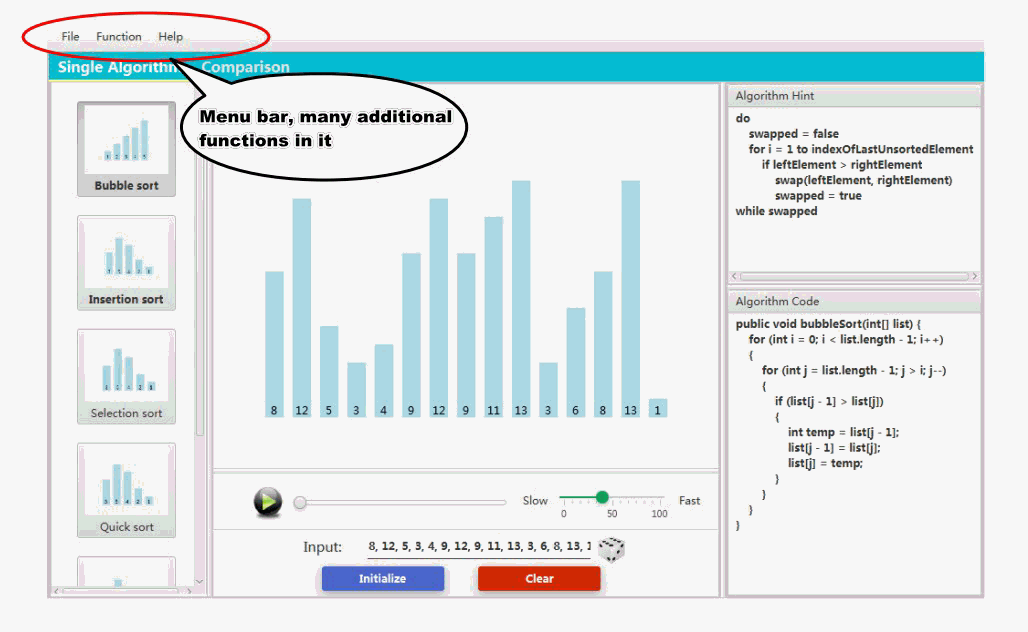 File Function Help
Single Algorithm Comparison
Menu bar, many additional
functions in it
Bubble sort
Insertion sort
Selection sort
Quick sort
8 12 5 3 4 9 12 9 11 13 3 6 8 13 1
Slow Fast
0 50 100
Input: 8, 12, 5, 3, 4, 9, 12, 9, 11, 13, 3, 6, 8, 13, 1
Initialize Clear
Algorithm Hint
do
swapped = false
for i = 1 to indexOfLastUnsortedElement
if leftElement > rightElement
swap(leftElement, rightElement)
swapped = true
while swapped
Algorithm Code
public void bubbleSort(int[] list) {
for (int i = 0; i < list.length - 1; i++)
{
for (int j = list.length - 1; j > i; j--)
{
if (list[j - 1] > list[j])
{
int temp = list[j - 1];
list[j - 1] = list[j];
list[j] = temp;
}
}
}
}